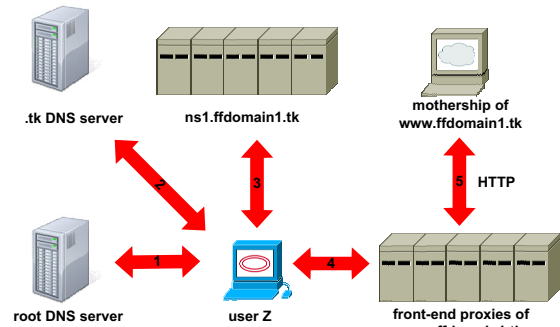 .tk DNS server
ns1.ffdomain1.tk
mothership of
www.ffdomain1.tk
2
3
5 HTTP
1
4
root DNS server
user Z
front-end proxies of